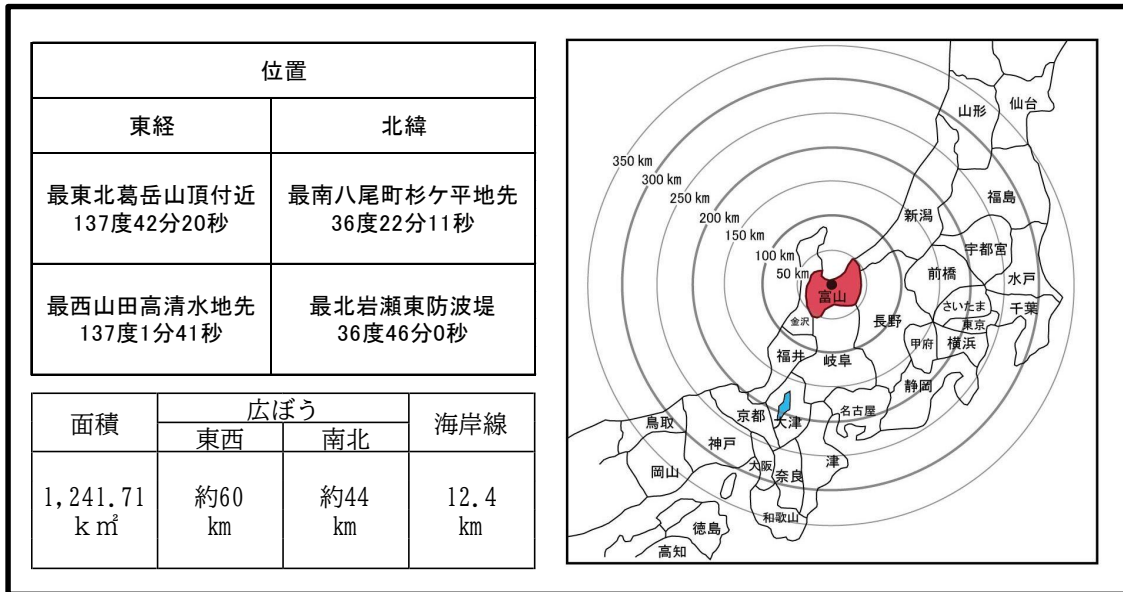 位置
東経
北緯
最東北葛岳山頂付近
137度42分20秒
最南八尾町杉ケ平地先
36度22分11秒
最西山田高清水地先
137度1分41秒
最北岩瀬東防波堤
36度46分0秒
面積
広ぼう
東西
南北
海岸線
1,241.71
k㎡
約60
km
約44
km
12.4
km
山形
仙台
350 km
300 km
250 km
200 km
150 km
100 km
50 km
福島
新潟
宇都宮
前橋
水戸
富山
さいたま
千葉
金沢
長野
東京
甲府
横浜
福井
岐阜
静岡
名古屋
京都
大津
鳥取
神戸
津
大阪
奈良
岡山
和歌山
徳島
高知